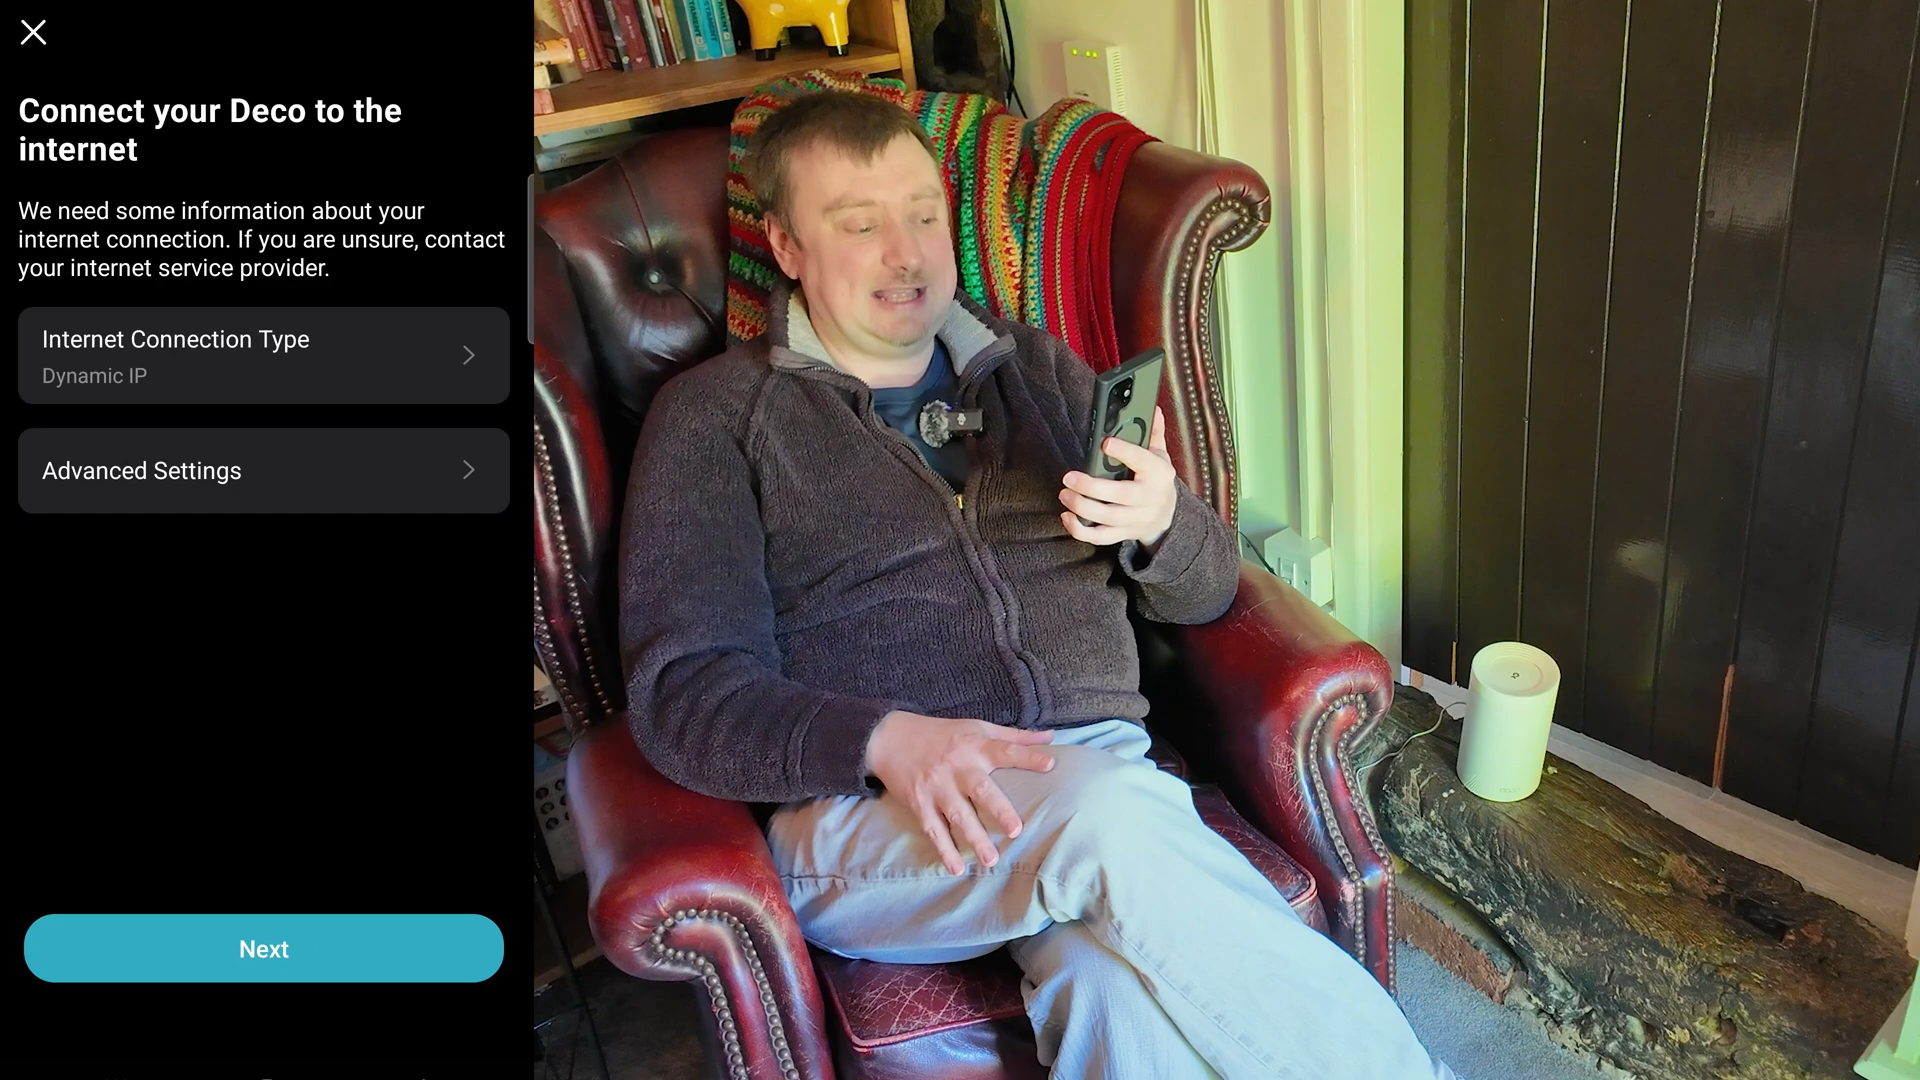 Connect your Deco to the
internet
We need some information about your
internet connection. If you are unsure, contact
your internet service provider.
Internet Connection Type
Dynamic IP
Advanced Settings
Next